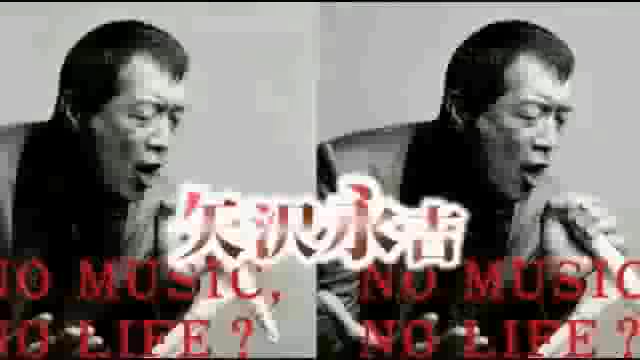 矢沢永吉
NO MUSIC, NO MUSIC
NO LIFE? NO LIFE?